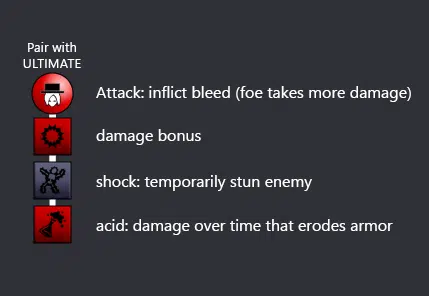 Pair with
ULTIMATE
Attack: inflict bleed (foe takes more damage)
damage bonus
shock: temporarily stun enemy
acid: damage over time that erodes armor